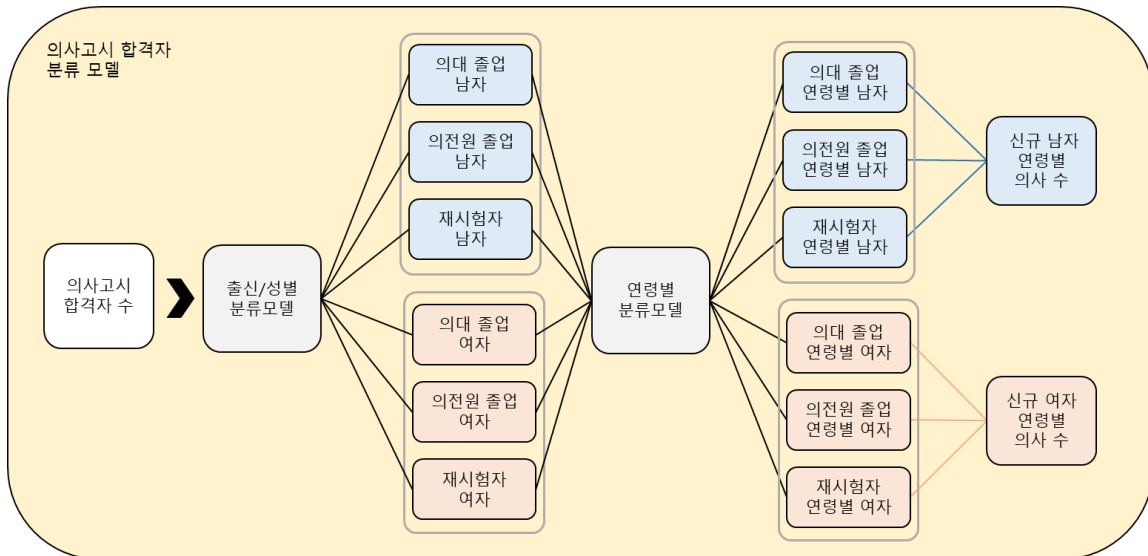 의사고시 합격자
분류 모델
의사고시
합격자 수
출신/성별
분류모델
의대 졸업
남자
의전원 졸업
남자
재시험자
남자
의대 졸업
여자
의전원 졸업
여자
재시험자
여자
연령별
분류모델
의대 졸업
연령별 남자
의전원 졸업
연령별 남자
재시험자
연령별 남자
의대 졸업
연령별 여자
의전원 졸업
연령별 여자
재시험자
연령별 여자
신규 남자
연령별
의사 수
신규 여자
연령별
의사 수